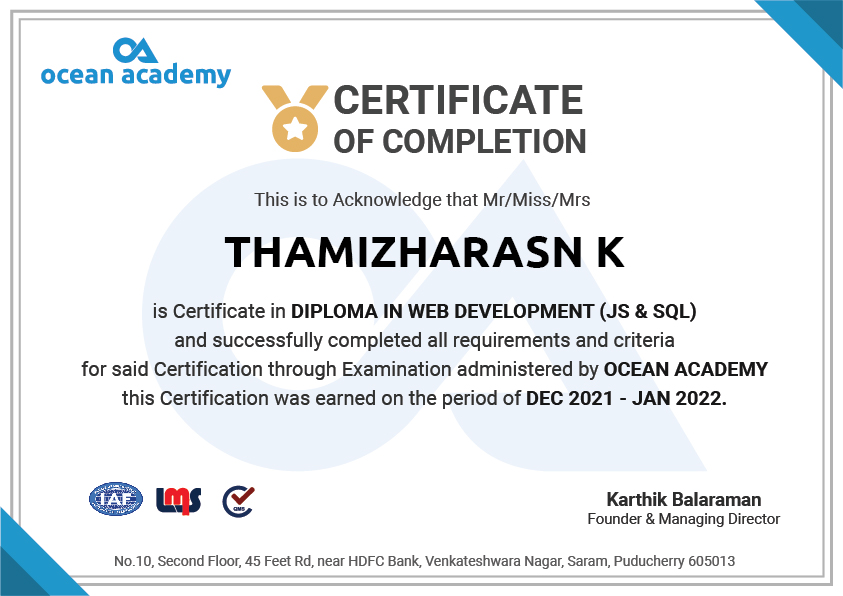 ocean academy
CERTIFICATE
OF COMPLETION
This is to Acknowledge that Mr/Miss/Mrs
THAMIZHARASN K
is Certificate in DIPLOMA IN WEB DEVELOPMENT (JS & SQL)
and successfully completed all requirements and criteria
for said Certification through Examination administered by OCEAN ACADEMY
this Certification was earned on the period of DEC 2021 - JAN 2022.
IAF
LMS
QMS
Karthik Balaraman
Founder & Managing Director
No.10, Second Floor, 45 Feet Rd, near HDFC Bank, Venkateshwara Nagar, Saram, Puducherry 605013